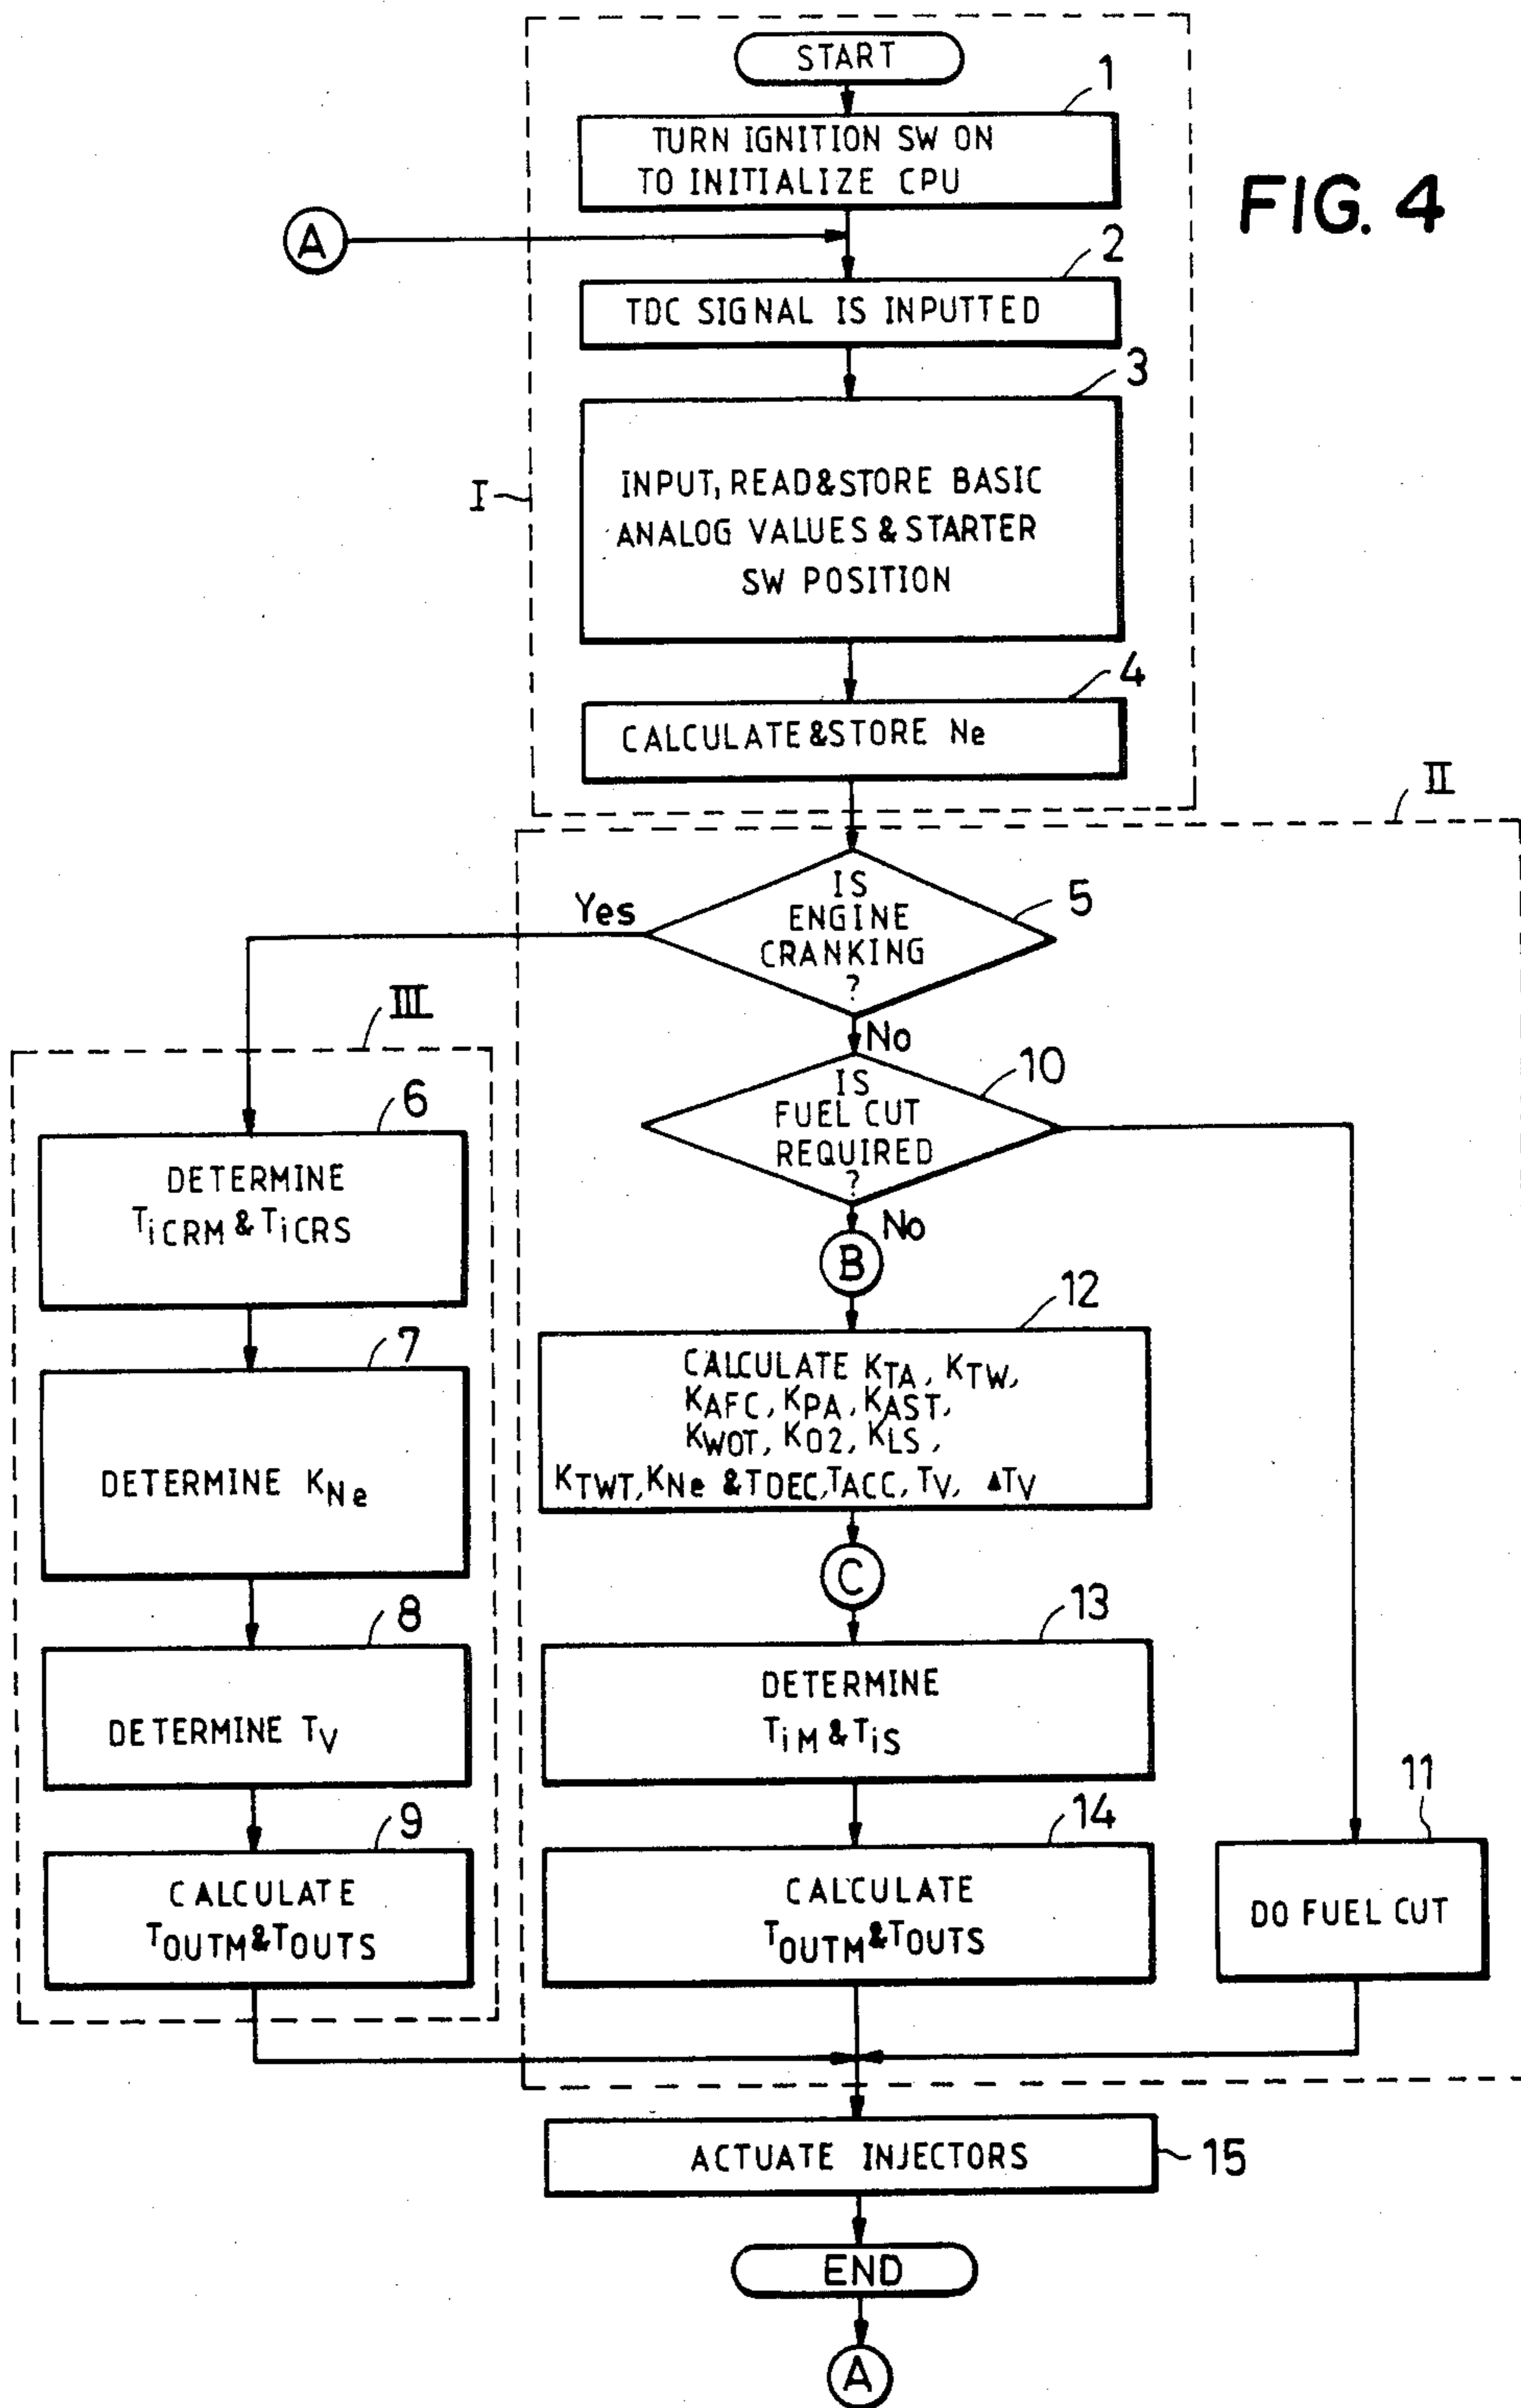 START
1
TURN IGNITION SW ON
TO INITIALIZE CPU
FIG. 4
A
2
TDC SIGNAL IS INPUTTED
3
I
INPUT, READ&STORE BASIC
ANALOG VALUES & STARTER
SW POSITION
4
CALCULATE&STORE Ne
II
5
IS
ENGINE
CRANKING
?
Yes
No
III
10
IS
FUEL CUT
REQUIRED
?
No
6
DETERMINE
TiCRM & TiCRS
B
7
DETERMINE KNe
12
CALCULATE KTA, KTW,
KAFC, KPA, KAST,
KWOT, KO2, KLS,
KTWT, KNe & TDEC, TACC, TV, ΔTV
C
8
DETERMINE TV
13
DETERMINE
TiM & TiS
9
CALCULATE
TOUTM&TOUTS
14
CALCULATE
TOUTM&TOUTS
11
DO FUEL CUT
ACTUATE INJECTORS
15
END
A